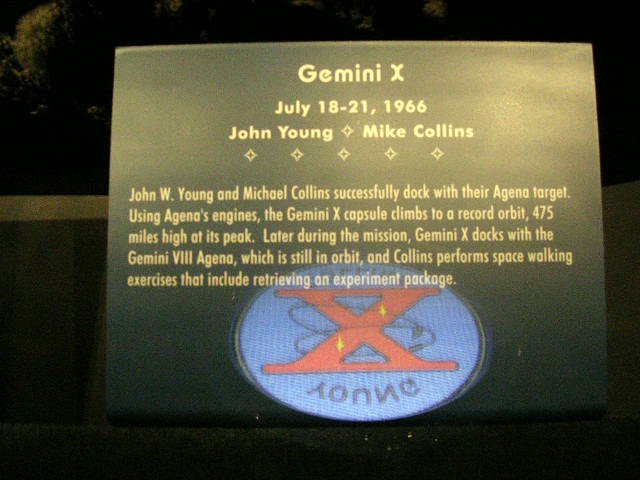 Gemini X
July 18-21, 1966
John Young ✧ Mike Collins
John W. Young and Michael Collins successfully dock with their Agena target.
Using Agena's engines, the Gemini X capsule climbs to a record orbit, 475
miles high at its peak. Later during the mission, Gemini X docks with the
Gemini VIII Agena, which is still in orbit, and Collins performs space walking
exercises that include retrieving an experiment package.
X
YOUNG